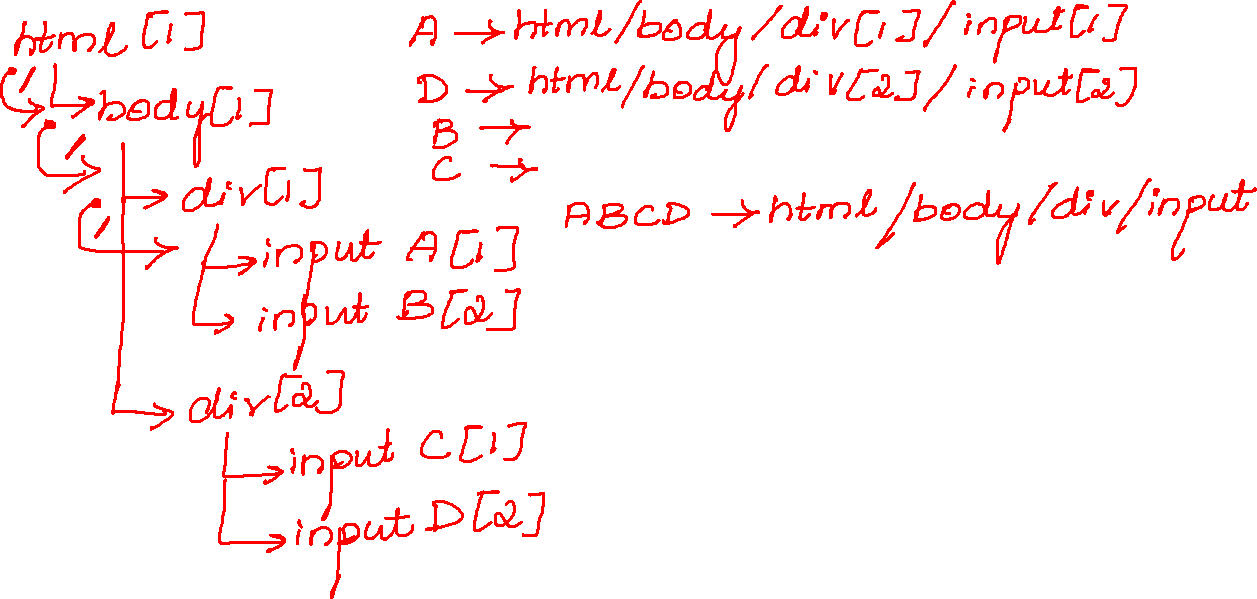 html [1]
body[1]
div[1]
input A[1]
input B[2]
div[2]
input C[1]
input D[2]
A → html/body/div[1]/input[1]
D → html/body/div[2]/input[2]
B →
C →
ABCD → html/body/div/input